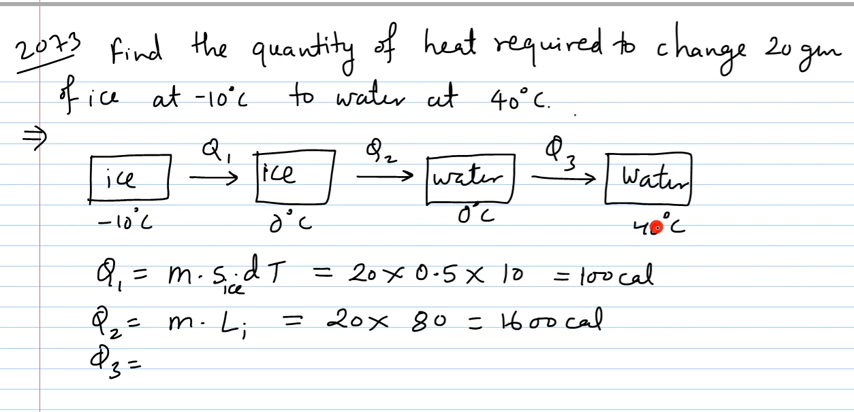 2073 Find the quantity of heat required to change 20 gm
of ice at -10°C to water at 40°C.
⇒
ice Q₁ → ice Q₂ → water Q₃ → Water
-10°C 0°C 0°C 40°C
Q₁ = m. S_ice. dT = 20 × 0.5 × 10 = 100 cal
Q₂ = m. Lᵢ = 20 × 80 = 1600 cal
Q₃ =